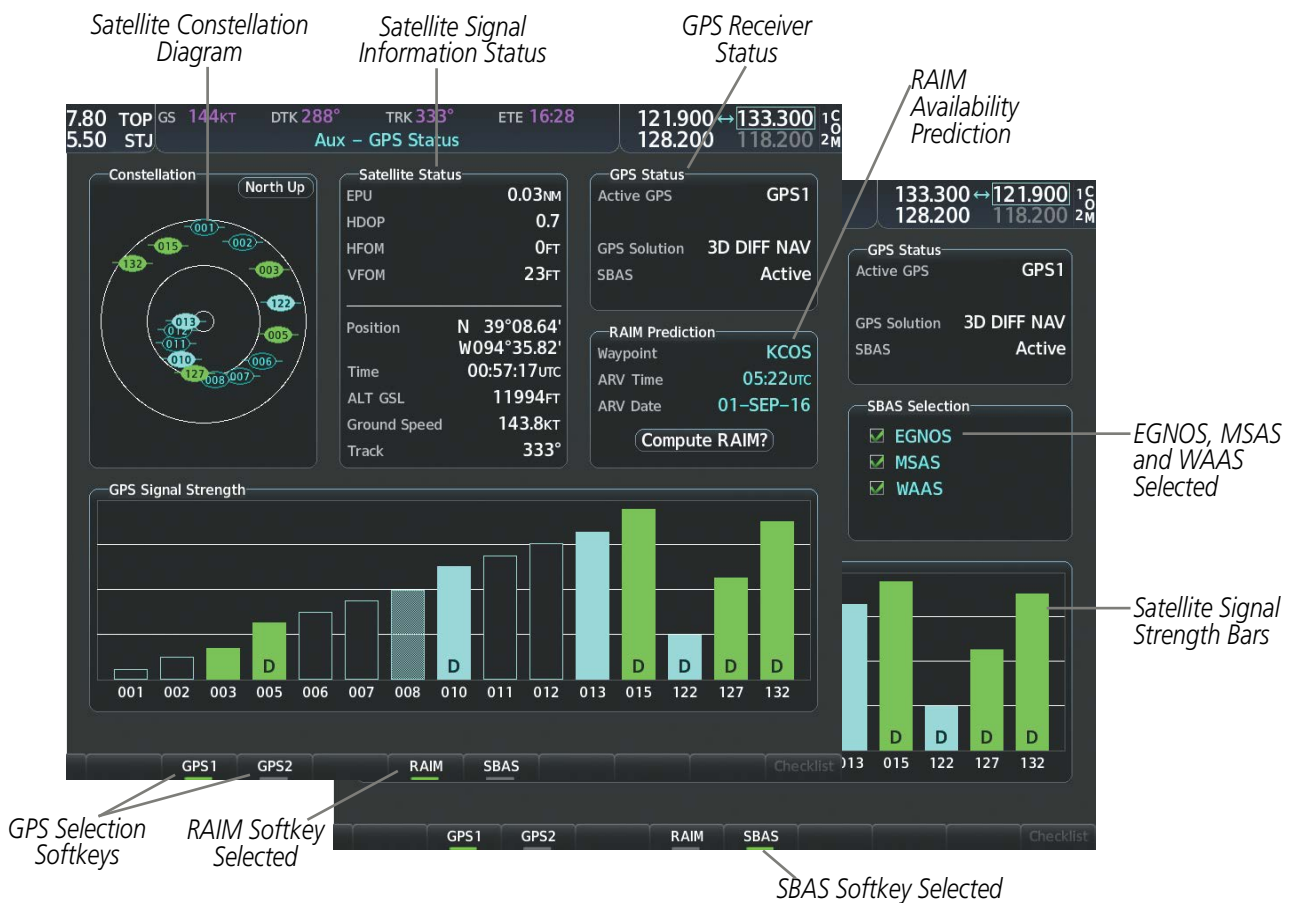 Satellite Constellation
Diagram
Satellite Signal
Information Status
GPS Receiver
Status
RAIM
Availability
Prediction
7.80 TOP GS 144KT DTK 288° TRK 333° ETE 16:28 121.900 ↔ 133.300 1 C
O
5.50 STJ Aux – GPS Status 128.200 118.200 2 M
Constellation
North Up
001
002
015
132
003
122
013
012
005
011
010
006
127
008
007
Satellite Status
EPU 0.03NM
HDOP 0.7
HFOM 0FT
VFOM 23FT
Position N 39°08.64'
W094°35.82'
Time 00:57:17UTC
ALT GSL 11994FT
Ground Speed 143.8KT
Track 333°
GPS Status
Active GPS GPS1
GPS Solution 3D DIFF NAV
SBAS Active
RAIM Prediction
Waypoint KCOS
ARV Time 05:22UTC
ARV Date 01–SEP–16
Compute RAIM?
133.300 ↔ 121.900 1 C
O
128.200 118.200 2 M
GPS Status
Active GPS GPS1
GPS Solution 3D DIFF NAV
SBAS Active
SBAS Selection
EGNOS
MSAS
WAAS
EGNOS, MSAS
and WAAS
Selected
GPS Signal Strength
D D D D D D
001 002 003 005 006 007 008 010 011 012 013 015 122 127 132
Satellite Signal
Strength Bars
D D D D
013 015 122 127 132
GPS1 GPS2 RAIM SBAS Checklist
GPS1 GPS2 RAIM SBAS Checklist
GPS Selection
Softkeys
RAIM Softkey
Selected
SBAS Softkey Selected